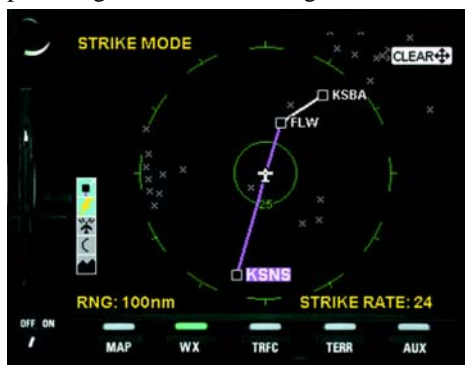 parti g g
STRIKE MODE
CLEAR
KSBA
FLW
25
KSNS
RNG: 100nm
STRIKE RATE: 24
OFF ON
MAP
WX
TRFC
TERR
AUX